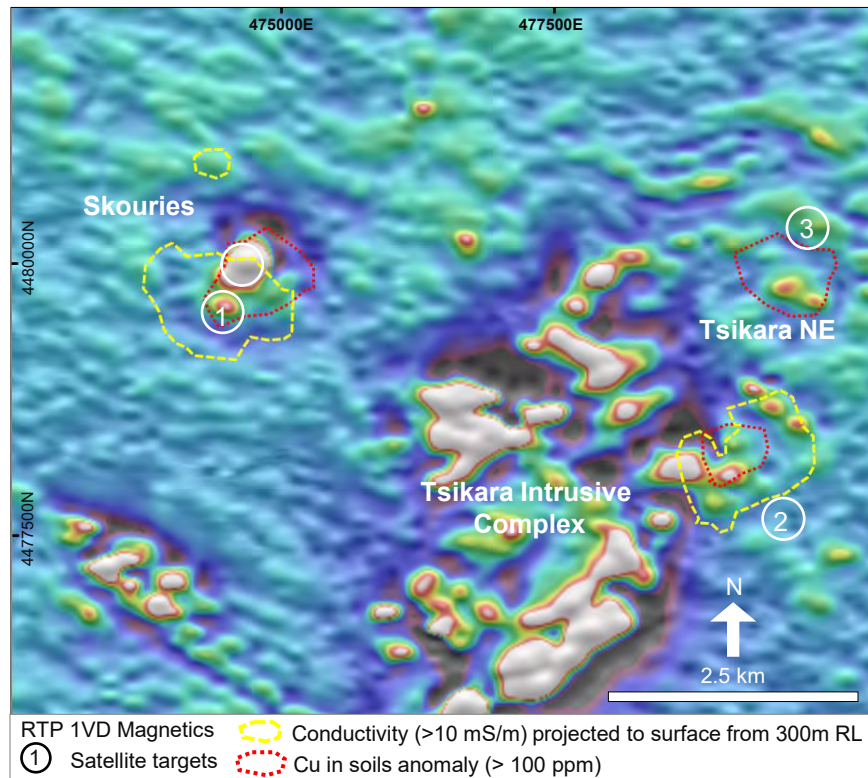 475000E
477500E
Skouries
4480000N
3
1
Tsikara NE
Tsikara Intrusive
Complex
2
4477500N
N
2.5 km
RTP 1VD Magnetics
Conductivity (>10 mS/m) projected to surface from 300m RL
1 Satellite targets
Cu in soils anomaly (> 100 ppm)